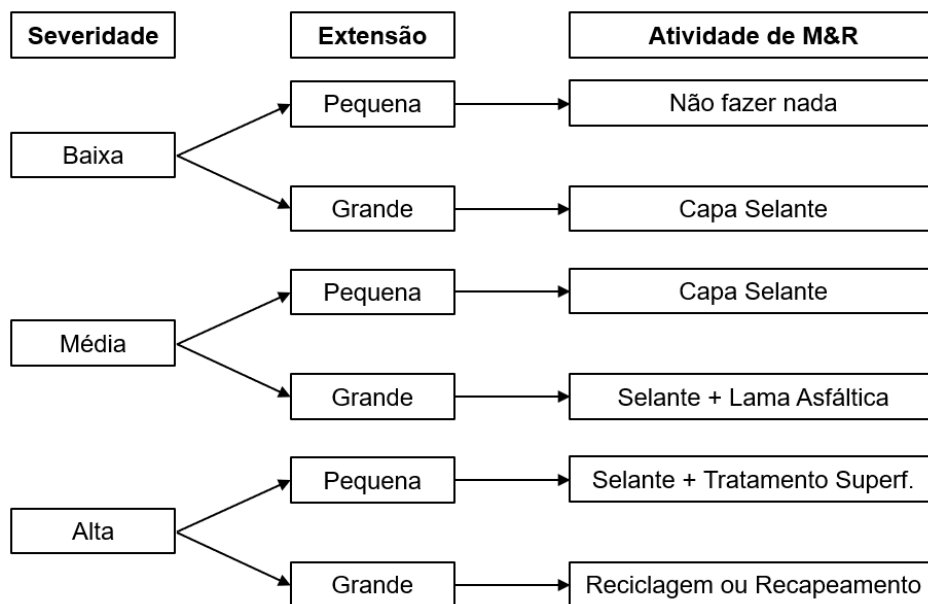 Severidade
Extensão
Atividade de M&R
Pequena
Não fazer nada
Baixa
Grande
Capa Selante
Pequena
Capa Selante
Média
Grande
Selante + Lama Asfáltica
Pequena
Selante + Tratamento Superf.
Alta
Grande
Reciclagem ou Recapeamento